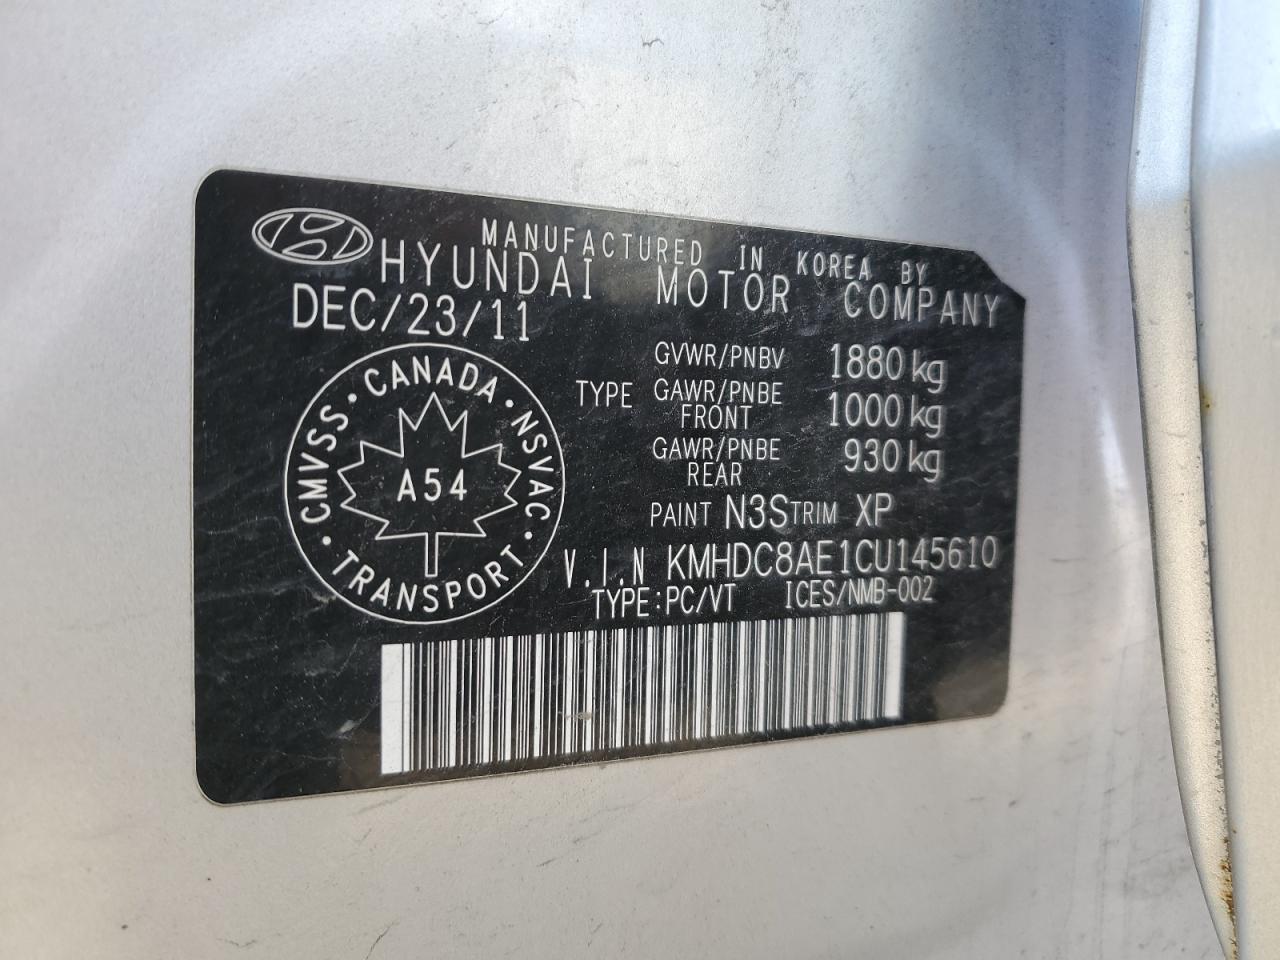 MANUFACTURED IN KOREA BY
HYUNDAI MOTOR COMPANY
DEC/23/11
CMVSS • CANADA • NSVAC • TRANSPORT •
A54
TYPE
GVWR/PNBV 1880 kg
GAWR/PNBE FRONT 1000 kg
GAWR/PNBE REAR 930 kg
PAINT N3S TRIM XP
V.I.N KMHDC8AE1CU145610
TYPE:PC/VT ICES/NMB-002